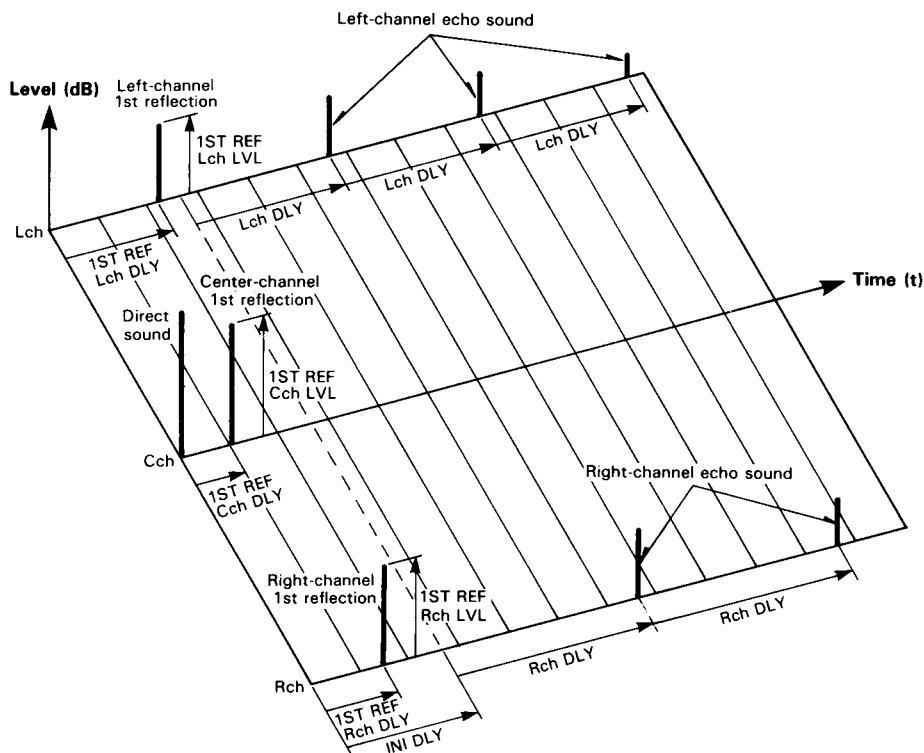 Left-channel echo sound
Level (dB)
Left-channel
1st reflection
1ST REF
Lch LVL
Lch DLY
Lch DLY
Lch DLY
Lch
1ST REF
Lch DLY
Center-channel
1st reflection
Time (t)
Direct
sound
1ST REF
Cch LVL
Cch
1ST REF
Cch DLY
Right-channel echo sound
Right-channel
1st reflection
1ST REF
Rch LVL
Rch DLY
Rch DLY
Rch
1ST REF
Rch DLY
INI DLY